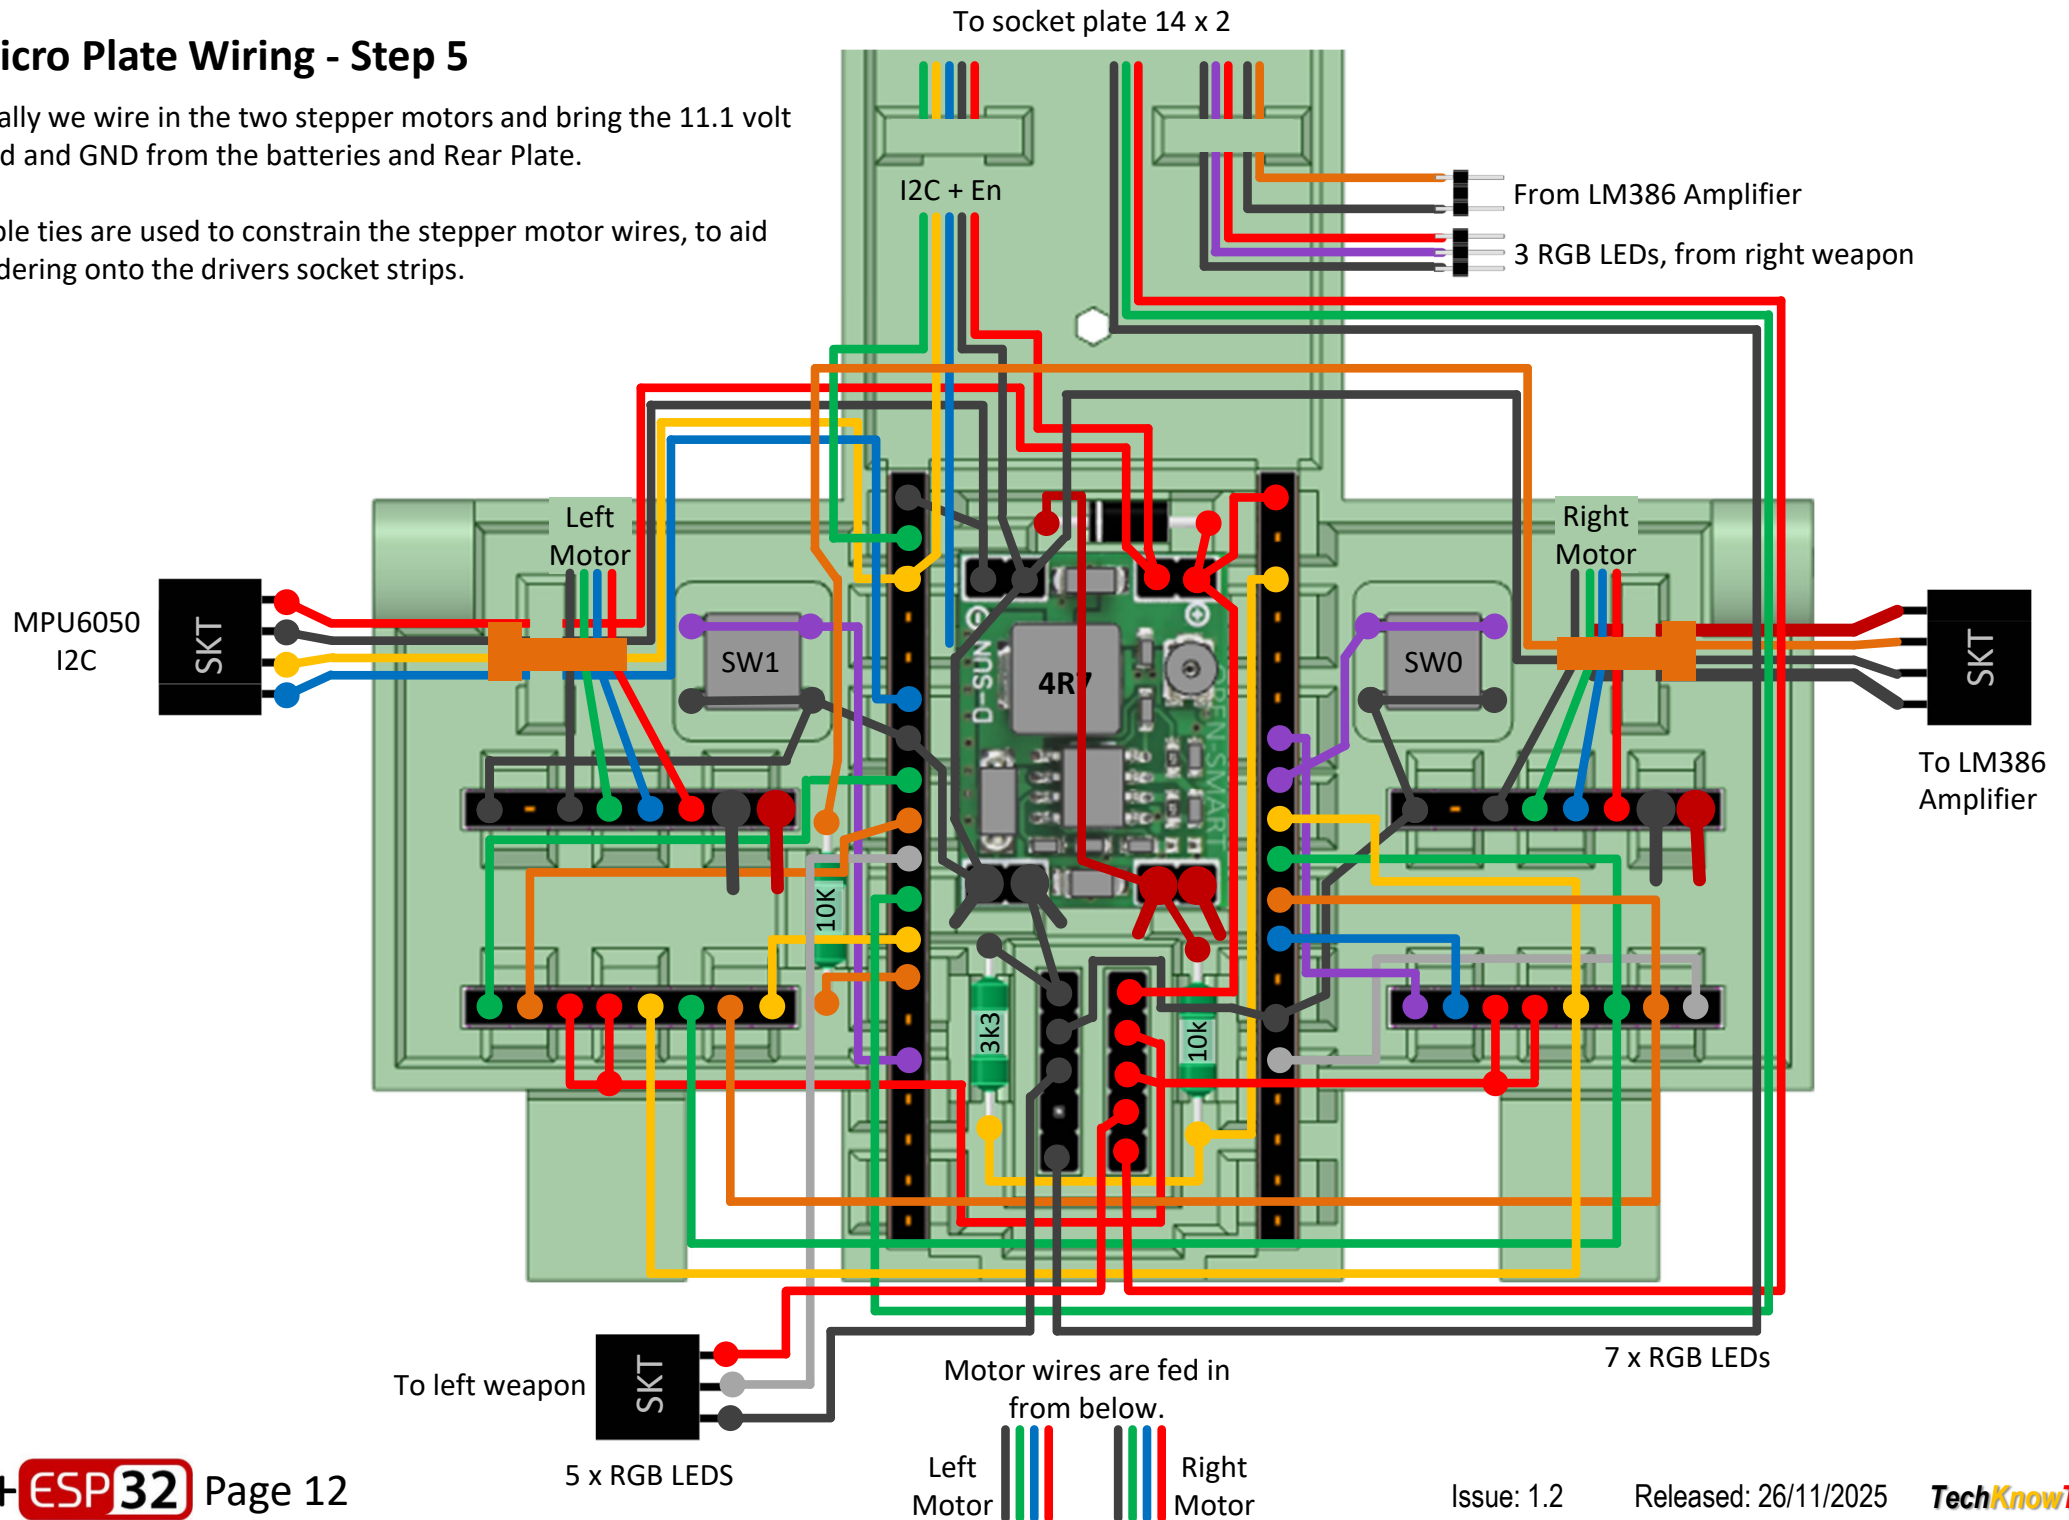 To socket plate 14 x 2
icro Plate Wiring - Step 5
ally we wire in the two stepper motors and bring the 11.1 volt
d and GND from the batteries and Rear Plate.
ble ties are used to constrain the stepper motor wires, to aid
dering onto the drivers socket strips.
I2C + En
From LM386 Amplifier
3 RGB LEDs, from right weapon
Left
Motor
Right
Motor
MPU6050
I2C
SKT
SW1
D-SUN
4R7
OPEN-SMART
SW0
SKT
To LM386
Amplifier
10K
3k3
10k
To left weapon
SKT
5 x RGB LEDS
7 x RGB LEDs
Motor wires are fed in
from below.
Left
Motor
Right
Motor
+ESP32 Page 12
Issue: 1.2
Released: 26/11/2025
TechKnowT